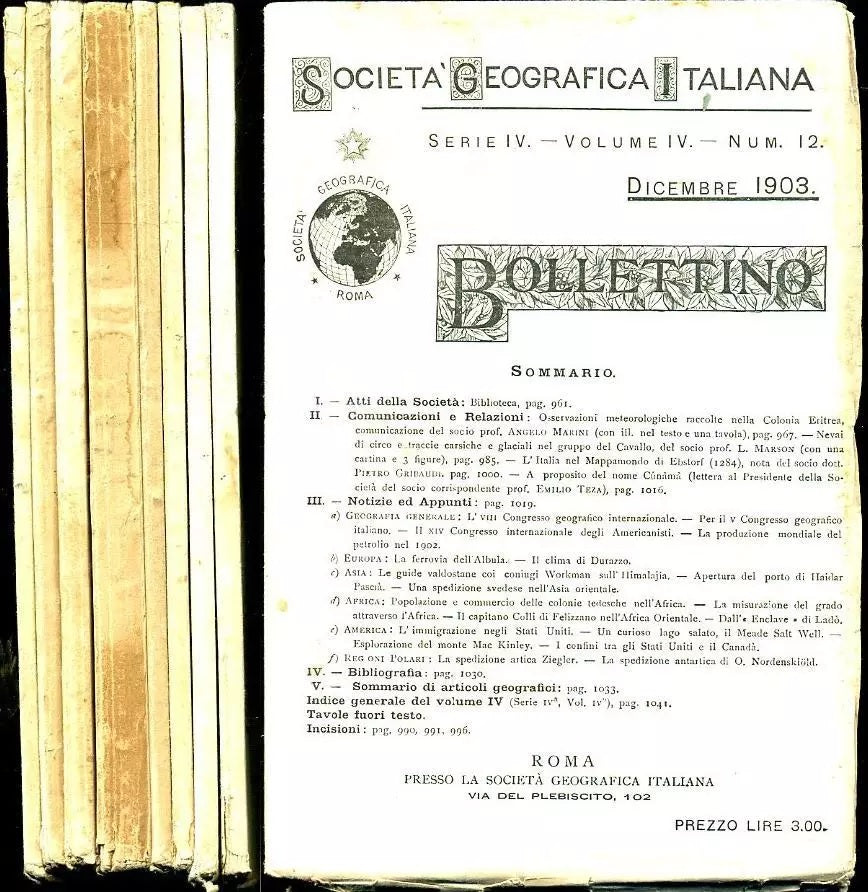 SOCIETA' GEOGRAFICA ITALIANA
SERIE IV. — VOLUME IV. — NUM. 12.
DICEMBRE 1903.
SOCIETÀ GEOGRAFICA ITALIANA
ROMA
BOLLETTINO
SOMMARIO.
I. — Atti della Società: Biblioteca, pag. 961.
II — Comunicazioni e Relazioni: Osservazioni meteorologiche raccolte nella Colonia Eritrea,
comunicazione del socio prof. ANGELO MARINI (con ill. nel testo e una tavola), pag. 967. — Nevai
di circo e traccie carsiche e glaciali nel gruppo del Cavallo, del socio prof. L. MARSON (con una
cartina e 3 figure), pag. 985. — L' Italia nel Mappamondo di Ebstorf (1284), nota del socio dott.
PIETRO GRIBAUDI, pag. 1000. — A proposito del nome Cûnámá (lettera al Presidente della So-
cietà del socio corrispondente prof. EMILIO TEZA), pag. 1016.
III. — Notizie ed Appunti: pag. 1019.
a) GEOGRAFIA GENERALE: L' VIII Congresso geografico internazionale. — Per il V Congresso geografico
italiano. — Il XIV Congresso internazionale degli Americanisti. — La produzione mondiale del
petrolio nel 1902.
b) EUROPA: La ferrovia dell'Albula. — Il clima di Durazzo.
c) ASIA: Le guide valdostane coi coniugi Workman sull'Himalajia. — Apertura del porto di Haidar
Pascià. — Una spedizione svedese nell'Asia orientale.
d) AFRICA: Popolazione e commercio delle colonie tedesche nell'Africa. — La misurazione del grado
attraverso l'Africa. — Il capitano Colli di Felizzano nell'Africa Orientale. — Dall'« Enclave » di Ladò.
e) AMERICA: L' immigrazione negli Stati Uniti. — Un curioso lago salato, il Meade Salt Well. —
Esplorazione del monte Mac Kinley. — I confini tra gli Stati Uniti e il Canadà.
f) REGIONI POLARI: La spedizione artica Ziegler. — La spedizione antartica di O. Nordenskiöld.
IV. — Bibliografia: pag. 1030.
V. — Sommario di articoli geografici: pag. 1033.
Indice generale del volume IV (Serie IVª, Vol. IV°), pag. 1041.
Tavole fuori testo.
Incisioni: pag. 990, 991, 996.
ROMA
PRESSO LA SOCIETÀ GEOGRAFICA ITALIANA
VIA DEL PLEBISCITO, 102
PREZZO LIRE 3.00.